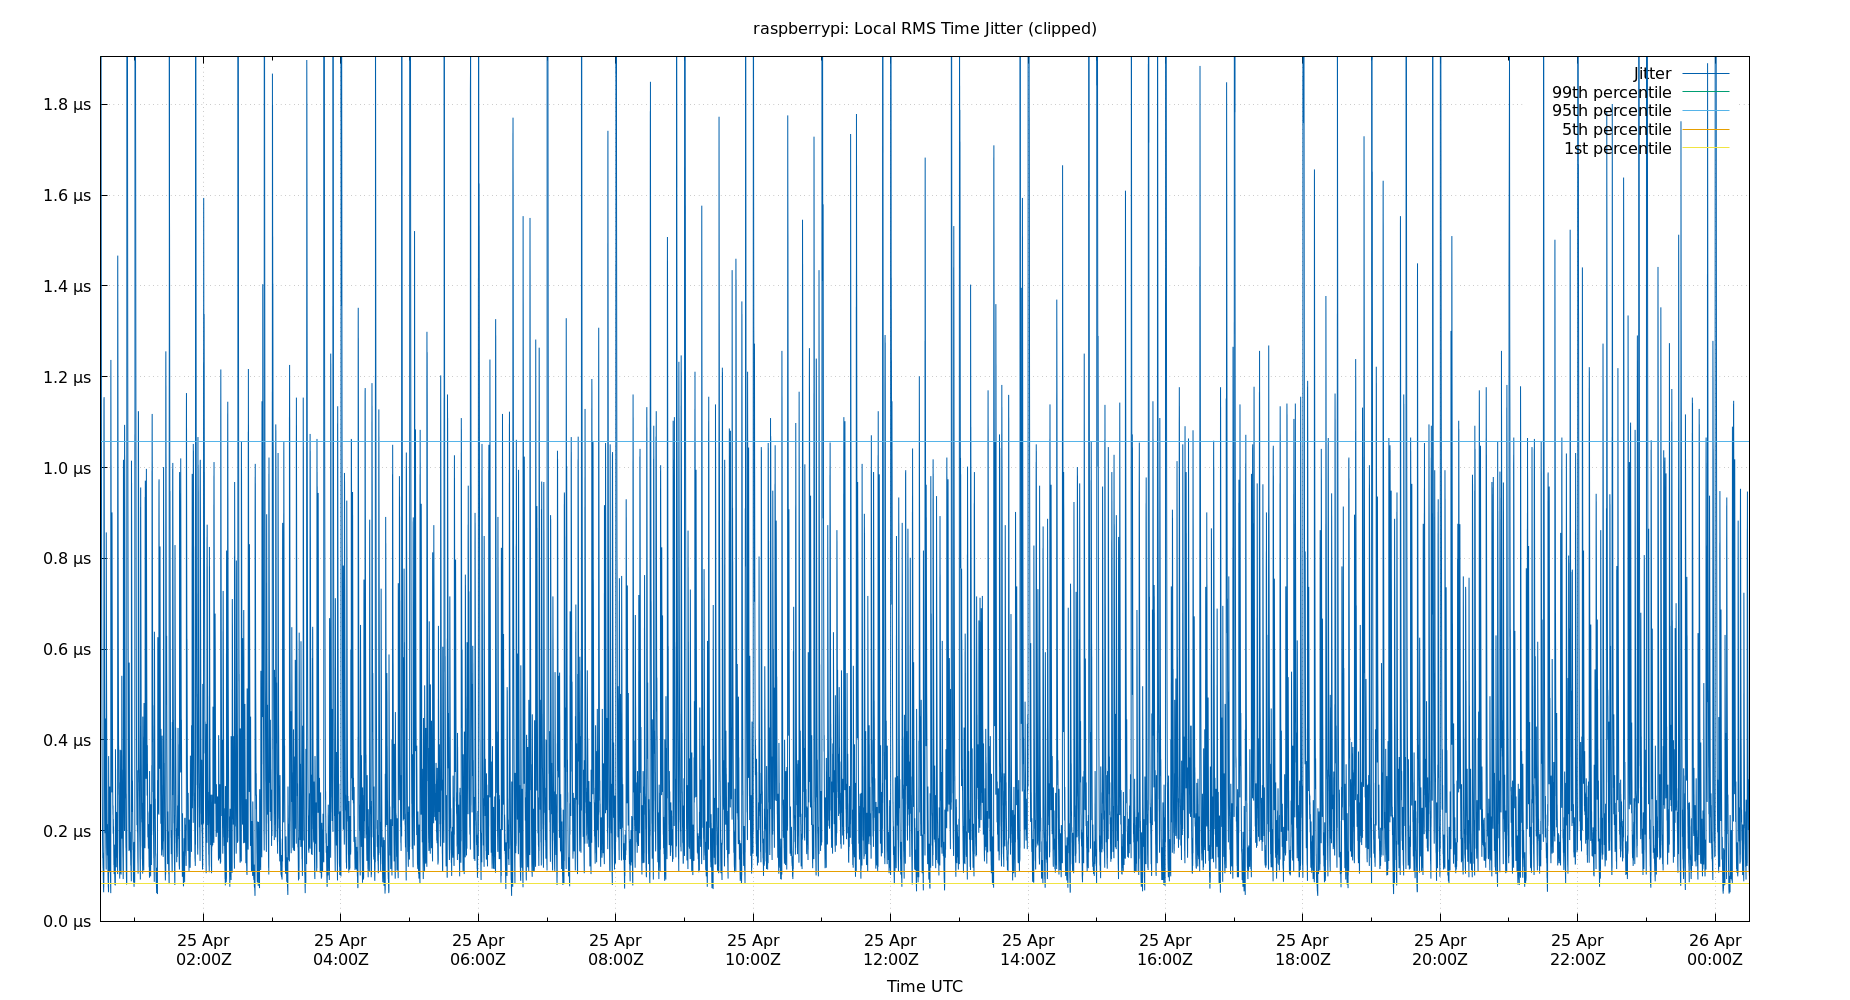 raspberrypi: Local RMS Time Jitter (clipped)
Jitter
99th percentile
95th percentile
5th percentile
1st percentile
1.8 µs
1.6 µs
1.4 µs
1.2 µs
1.0 µs
0.8 µs
0.6 µs
0.4 µs
0.2 µs
0.0 µs
25 Apr 25 Apr 25 Apr 25 Apr 25 Apr 25 Apr 25 Apr 25 Apr 25 Apr 25 Apr 25 Apr 26 Apr
02:00Z 04:00Z 06:00Z 08:00Z 10:00Z 12:00Z 14:00Z 16:00Z 18:00Z 20:00Z 22:00Z 00:00Z
Time UTC